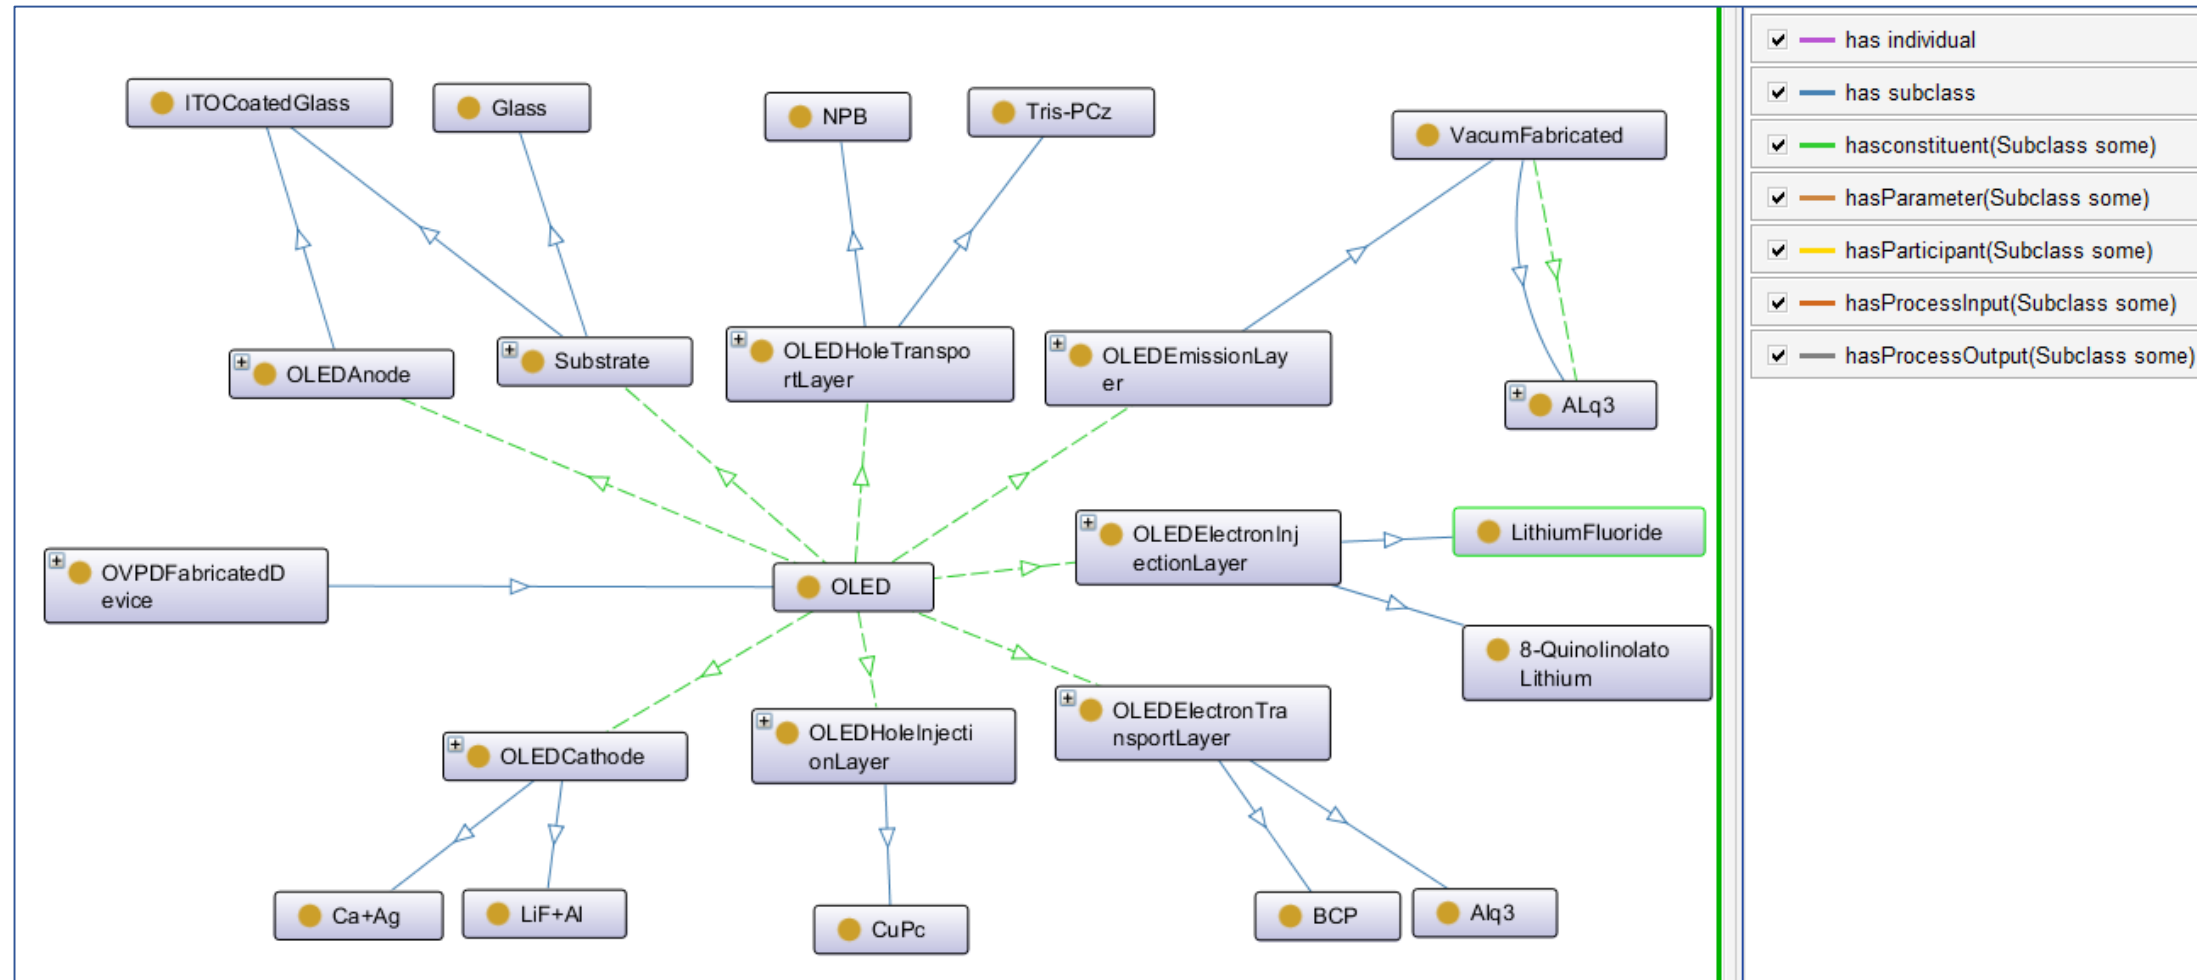 ITOCoatedGlass
Glass
NPB
Tris-PCz
VacumFabricated
OLEDAnode
Substrate
OLEDHoleTranspo
rtLayer
OLEDEmissionLay
er
ALq3
OVPDFabricatedD
evice
OLED
OLEDElectronInj
ectionLayer
LithiumFluoride
8-Quinolinolato
Lithium
OLEDCathode
OLEDHoleInjecti
onLayer
OLEDElectronTra
nsportLayer
Ca+Ag
LiF+Al
CuPc
BCP
Alq3
has individual
has subclass
hasconstituent(Subclass some)
hasParameter(Subclass some)
hasParticipant(Subclass some)
hasProcessInput(Subclass some)
hasProcessOutput(Subclass some)